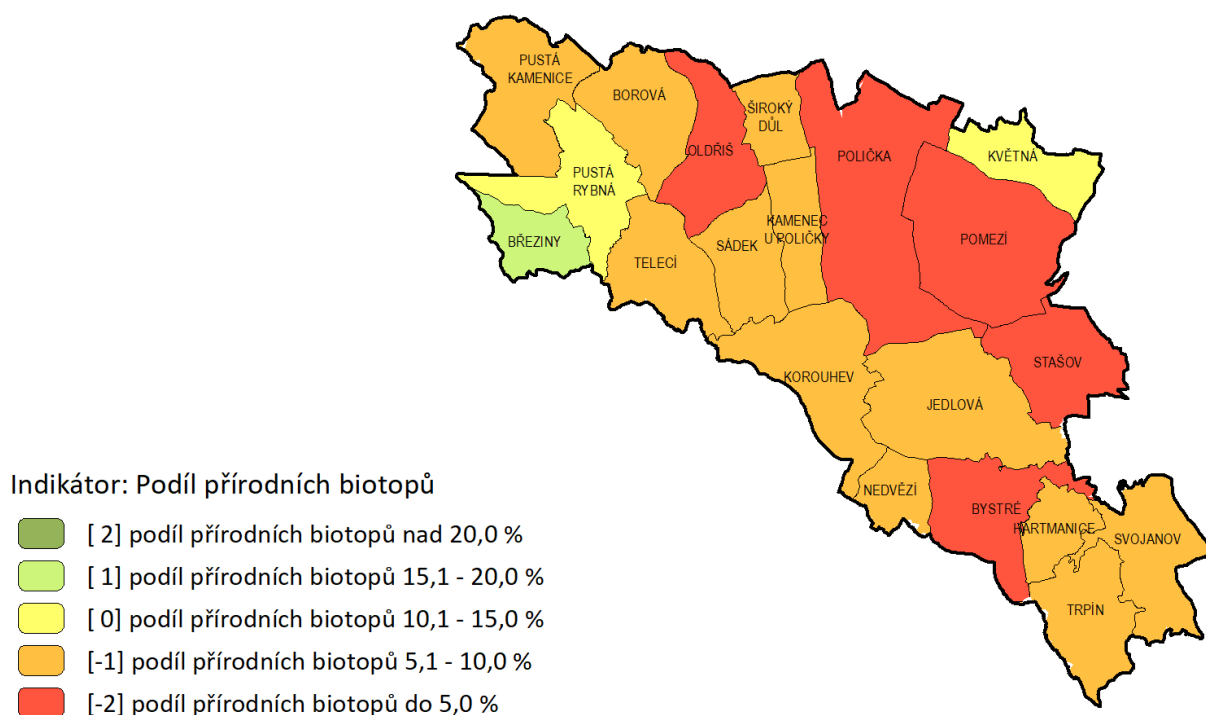 PUSTÁ
KAMENICE
BOROVÁ
ŠIROKÝ
DŮL
OLDŘIŠ
POLIČKA
KVĚTNÁ
PUSTÁ
RYBNÁ
KAMENEC
U POLIČKY
BŘEZINY
SÁDEK
POMEZÍ
TELECÍ
STAŠOV
KOROUHEV
JEDLOVÁ
NEDVĚZÍ
BYSTRÉ
HARTMANICE
SVOJANOV
TRPÍN
Indikátor: Podíl přírodních biotopů
[ 2] podíl přírodních biotopů nad 20,0 %
[ 1] podíl přírodních biotopů 15,1 - 20,0 %
[ 0] podíl přírodních biotopů 10,1 - 15,0 %
[-1] podíl přírodních biotopů 5,1 - 10,0 %
[-2] podíl přírodních biotopů do 5,0 %